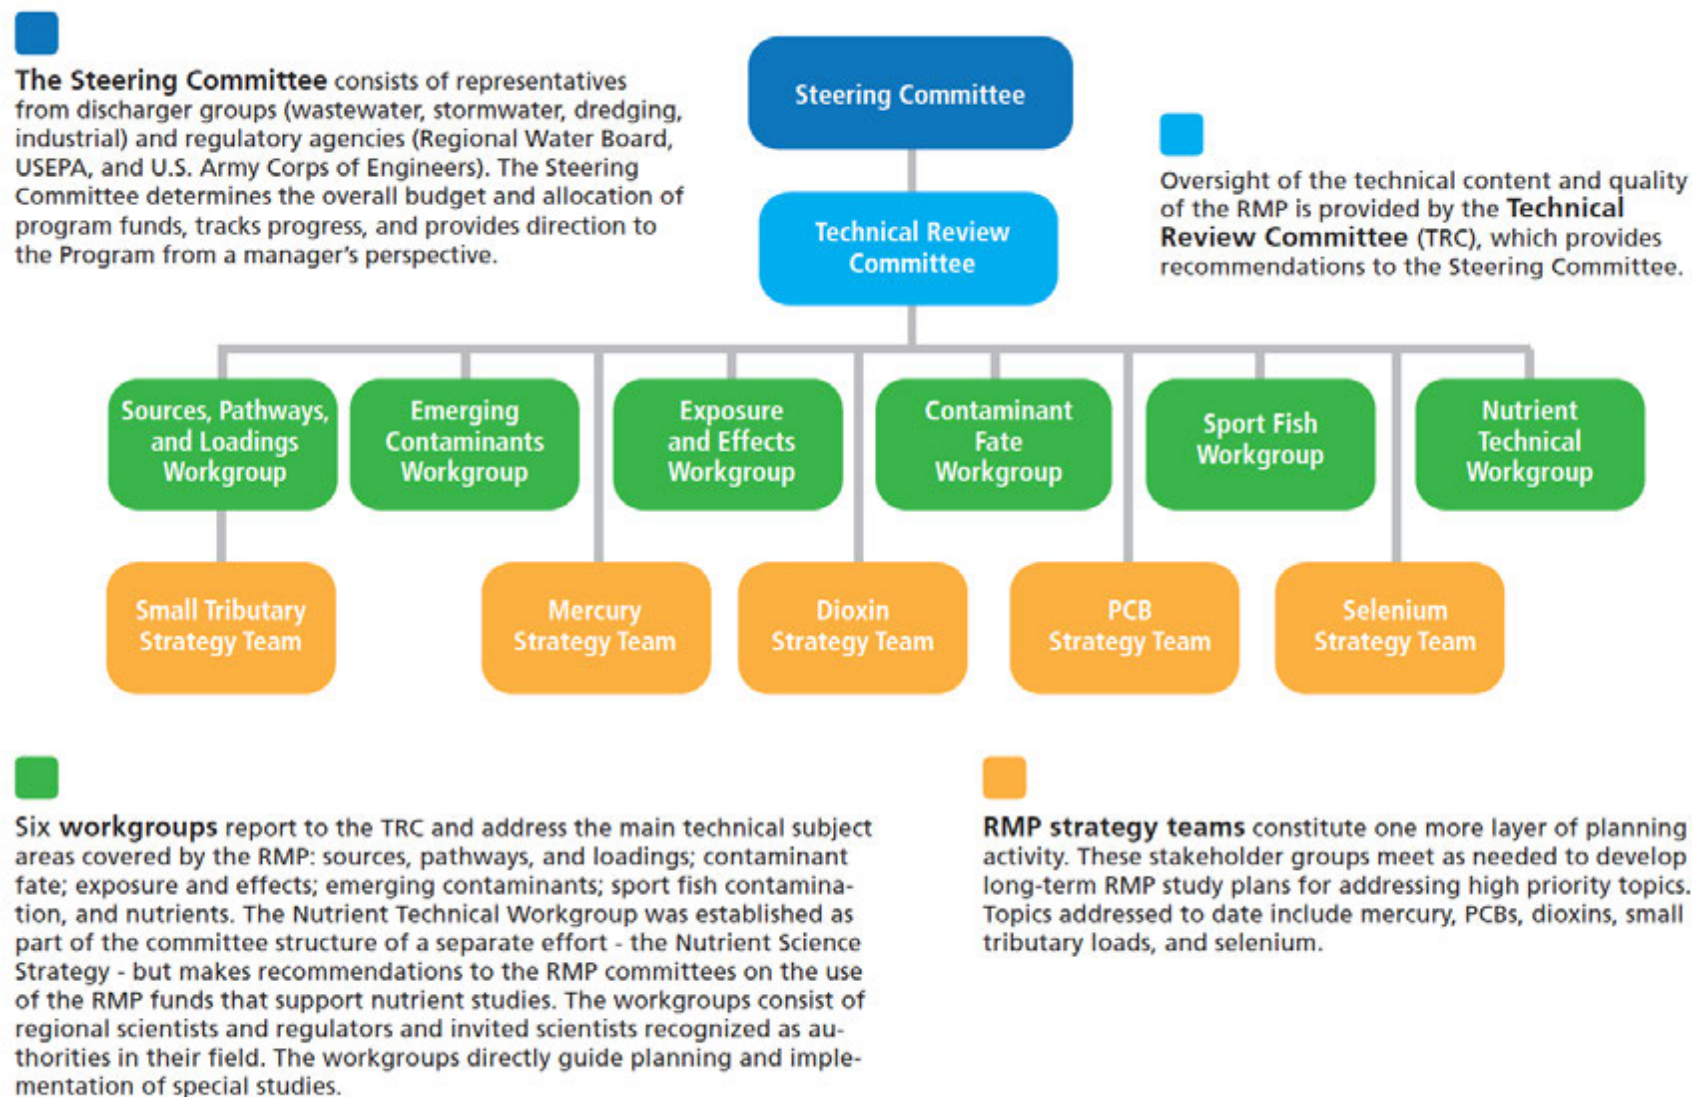 The Steering Committee consists of representatives
from discharger groups (wastewater, stormwater, dredging,
industrial) and regulatory agencies (Regional Water Board,
USEPA, and U.S. Army Corps of Engineers). The Steering
Committee determines the overall budget and allocation of
program funds, tracks progress, and provides direction to
the Program from a manager's perspective.
Steering Committee
Oversight of the technical content and quality
of the RMP is provided by the Technical
Review Committee (TRC), which provides
recommendations to the Steering Committee.
Technical Review
Committee
Sources, Pathways,
and Loadings
Workgroup
Emerging
Contaminants
Workgroup
Exposure
and Effects
Workgroup
Contaminant
Fate
Workgroup
Sport Fish
Workgroup
Nutrient
Technical
Workgroup
Small Tributary
Strategy Team
Mercury
Strategy Team
Dioxin
Strategy Team
PCB
Strategy Team
Selenium
Strategy Team
Six workgroups report to the TRC and address the main technical subject
areas covered by the RMP: sources, pathways, and loadings; contaminant
fate; exposure and effects; emerging contaminants; sport fish contamina-
tion, and nutrients. The Nutrient Technical Workgroup was established as
part of the committee structure of a separate effort - the Nutrient Science
Strategy - but makes recommendations to the RMP committees on the use
of the RMP funds that support nutrient studies. The workgroups consist of
regional scientists and regulators and invited scientists recognized as au-
thorities in their field. The workgroups directly guide planning and imple-
mentation of special studies.
RMP strategy teams constitute one more layer of planning
activity. These stakeholder groups meet as needed to develop
long-term RMP study plans for addressing high priority topics.
Topics addressed to date include mercury, PCBs, dioxins, small
tributary loads, and selenium.